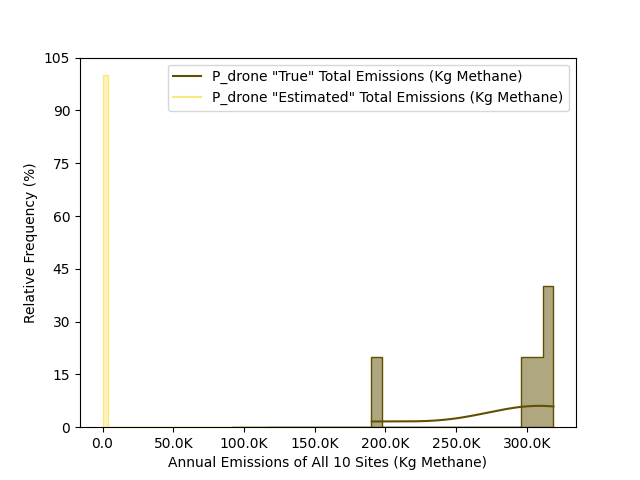 P_drone "True" Total Emissions (Kg Methane)
P_drone "Estimated" Total Emissions (Kg Methane)
105
90
75
60
45
30
15
0
Relative Frequency (%)
0.0 50.0K 100.0K 150.0K 200.0K 250.0K 300.0K
Annual Emissions of All 10 Sites (Kg Methane)